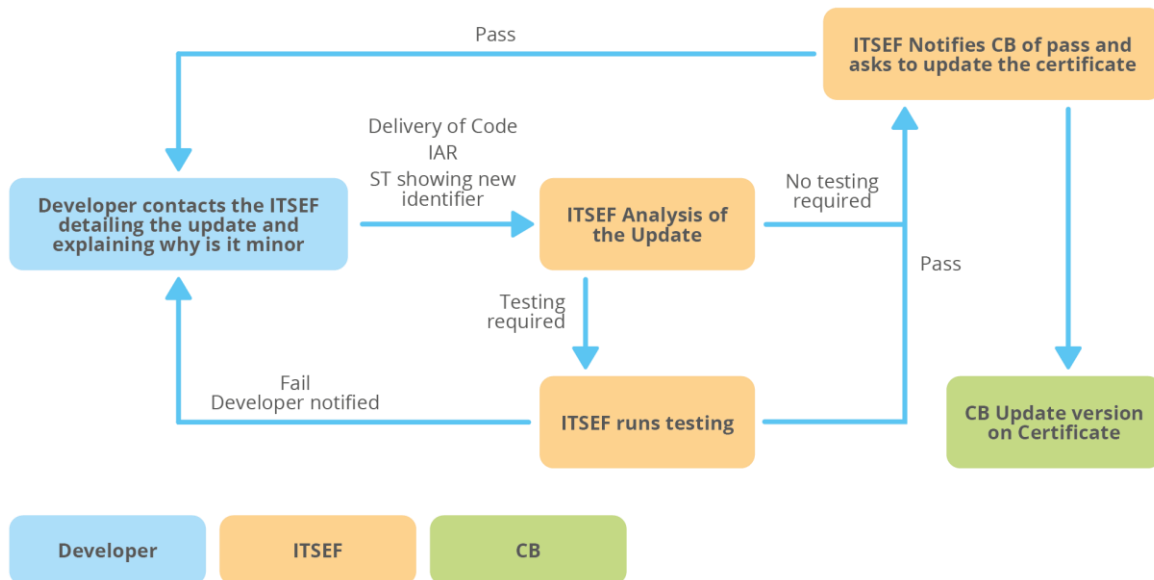 Pass
ITSEF Notifies CB of pass and
asks to update the certificate
Delivery of Code
IAR
ST showing new
identifier
Developer contacts the ITSEF
detailing the update and
explaining why is it minor
ITSEF Analysis of
the Update
No testing
required
Pass
Testing
required
Fail
Developer notified
ITSEF runs testing
CB Update version
on Certificate
Developer
ITSEF
CB